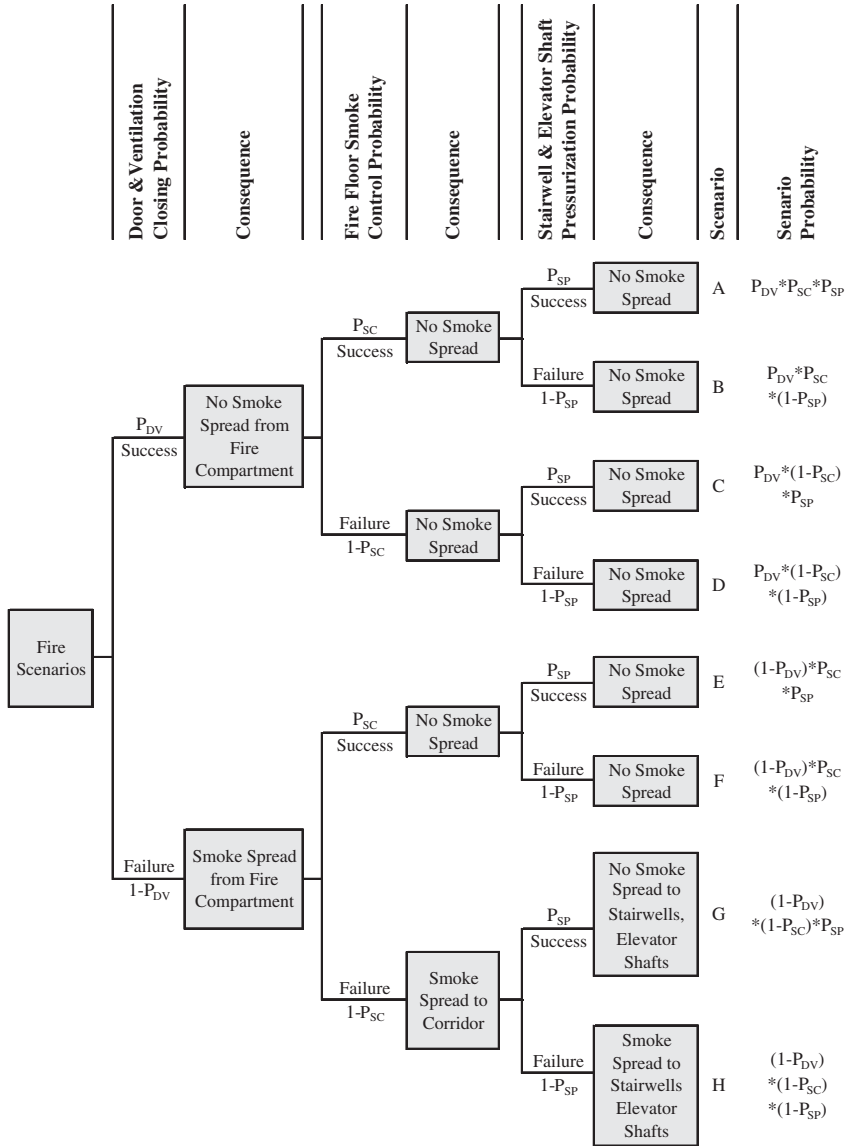 Door & Ventilation
Closing Probability
Consequence
Fire Floor Smoke
Control Probability
Consequence
Stairwell & Elevator Shaft
Pressurization Probability
Consequence
Scenario
Senario
Probability
Fire
Scenarios
P_DV
Success
No Smoke
Spread from
Fire
Compartment
P_SC
Success
No Smoke
Spread
P_SP
Success
No Smoke
Spread
A
P_DV*P_SC*P_SP
Failure
1-P_SP
No Smoke
Spread
B
P_DV*P_SC
*(1-P_SP)
Failure
1-P_SC
No Smoke
Spread
P_SP
Success
No Smoke
Spread
C
P_DV*(1-P_SC)
*P_SP
Failure
1-P_SP
No Smoke
Spread
D
P_DV*(1-P_SC)
*(1-P_SP)
Failure
1-P_DV
Smoke Spread
from Fire
Compartment
P_SC
Success
No Smoke
Spread
P_SP
Success
No Smoke
Spread
E
(1-P_DV)*P_SC
*P_SP
Failure
1-P_SP
No Smoke
Spread
F
(1-P_DV)*P_SC
*(1-P_SP)
Failure
1-P_SC
Smoke
Spread to
Corridor
P_SP
Success
No Smoke
Spread to
Stairwells,
Elevator
Shafts
G
(1-P_DV)
*(1-P_SC)*P_SP
Failure
1-P_SP
Smoke
Spread to
Stairwells
Elevator
Shafts
H
(1-P_DV)
*(1-P_SC)
*(1-P_SP)